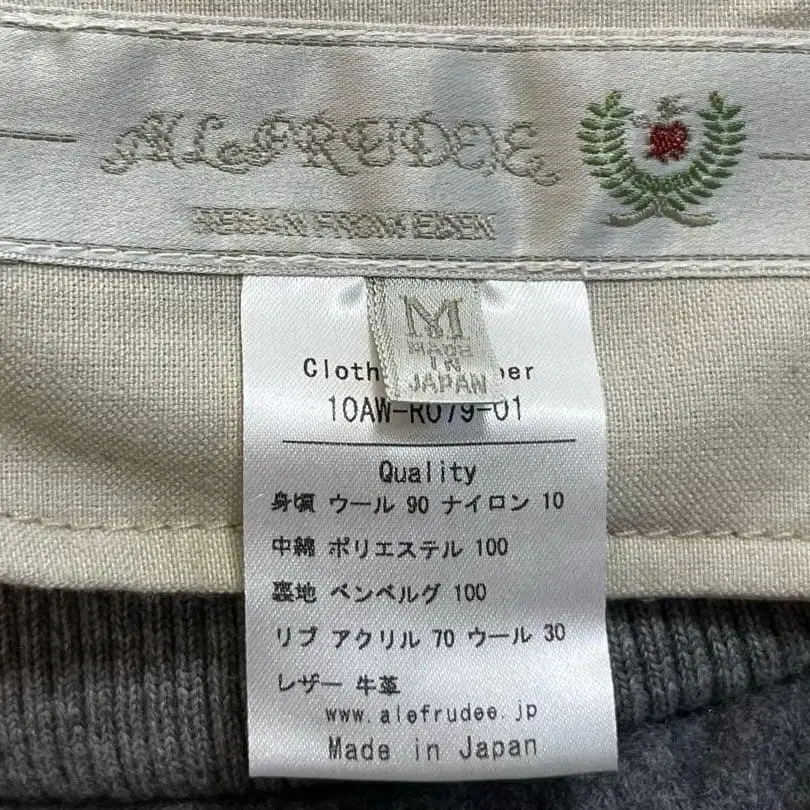 ALEFRUDEE
BEGAN FROM EDEN
M
MADE
IN
JAPAN
Cloth
10AW-R079-01
Quality
身頃 ウール 90 ナイロン 10
中綿 ポリエステル 100
裏地 ベンベルグ 100
リブ アクリル 70 ウール 30
レザー 牛革
www.alefrudee.jp
Made in Japan